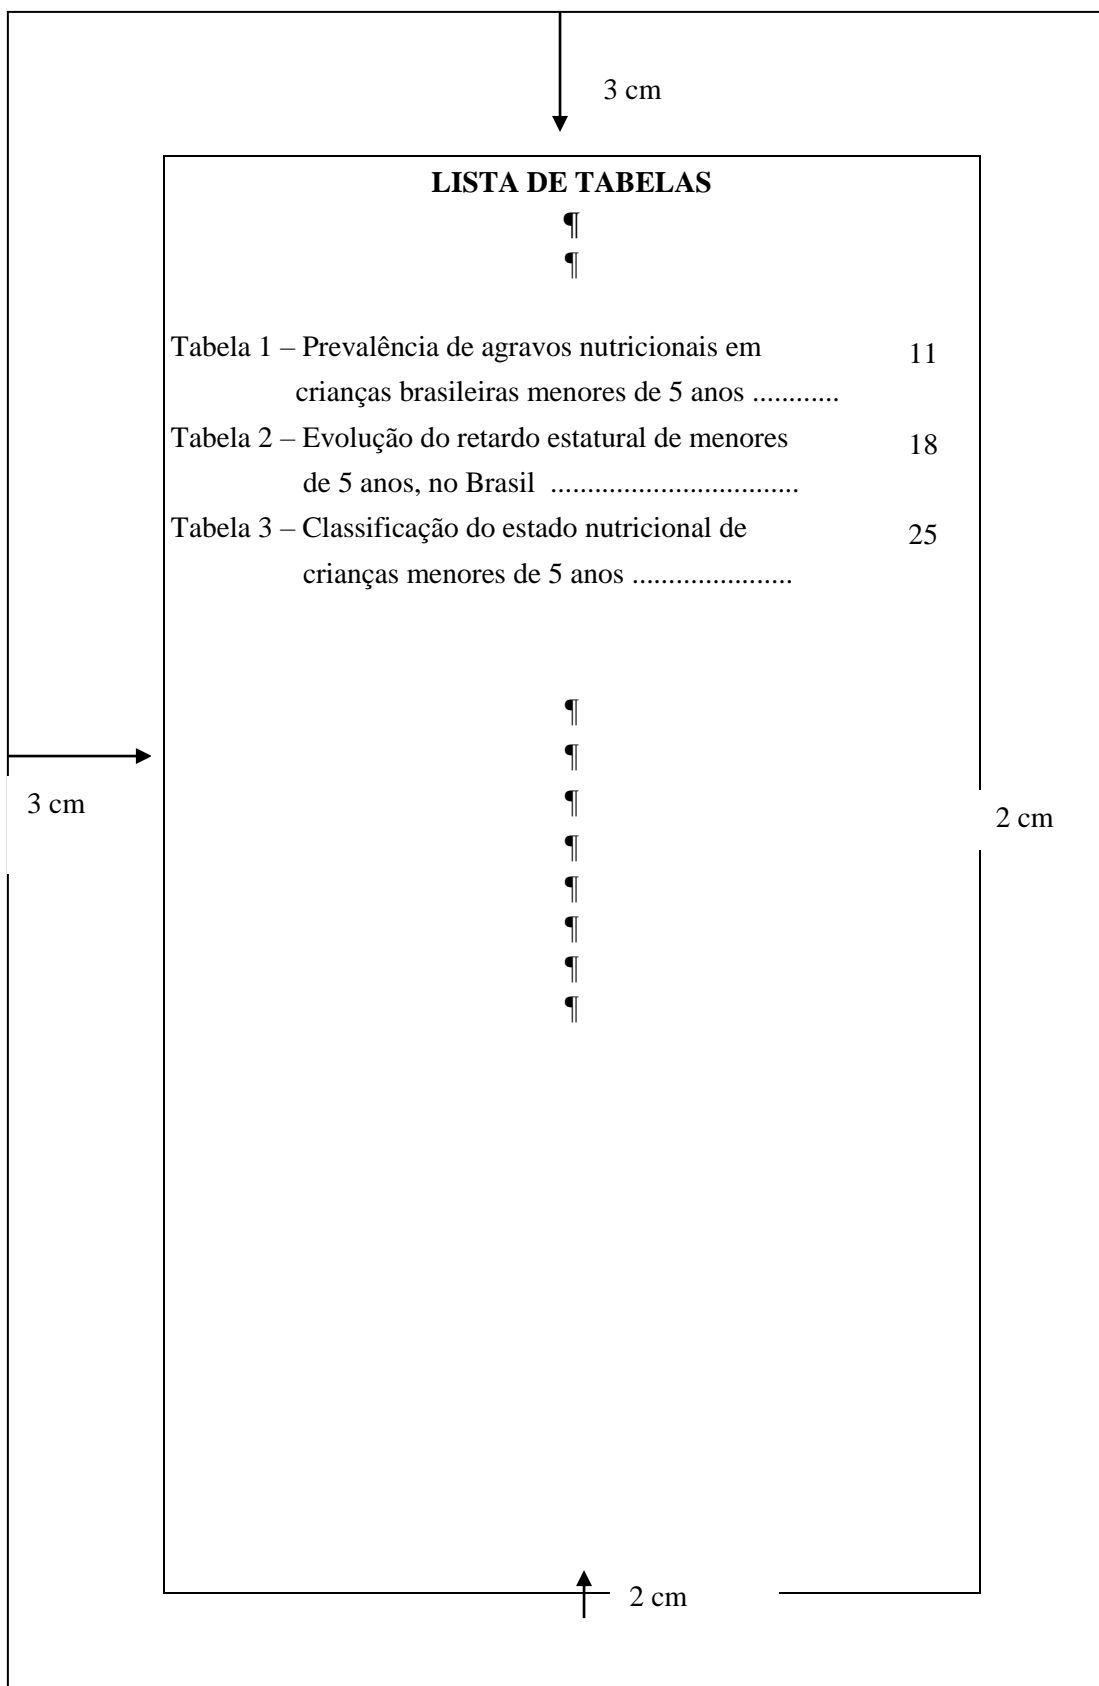 3 cm
LISTA DE TABELAS
¶
¶
Tabela 1 – Prevalência de agravos nutricionais em 11
crianças brasileiras menores de 5 anos ............
Tabela 2 – Evolução do retardo estatural de menores 18
de 5 anos, no Brasil ..................................
Tabela 3 – Classificação do estado nutricional de 25
crianças menores de 5 anos ......................
¶
¶
¶
¶
¶
¶
¶
¶
3 cm
2 cm
2 cm